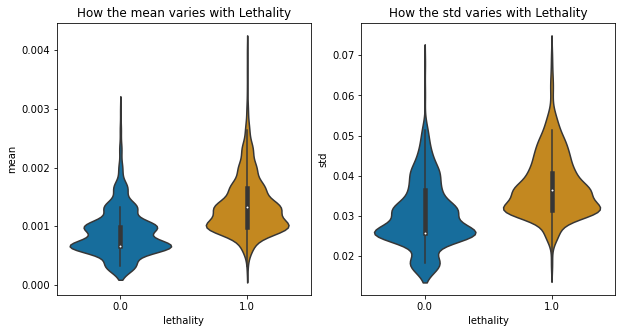 How the mean varies with Lethality
0.004
0.003
0.002
0.001
0.000
mean
0.0
1.0
lethality
How the std varies with Lethality
0.07
0.06
0.05
0.04
0.03
0.02
std
0.0
1.0
lethality